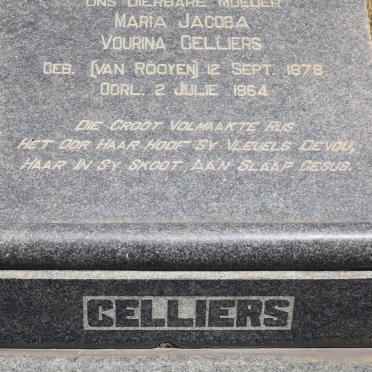 ONS DIERBARE MOEDER
MARIA JACOBA
VOURINA CELLIERS
GEB. (VAN ROOYEN) 12 SEPT. 1878
OORL. 2 JULIE 1964
DIE GROOT VOLMAAKTE RUS
HET OOR HAAR HOOF SY VLEUELS GEVOU,
HAAR IN SY SKOOT AAN SLAAP GESUS.
CELLIERS